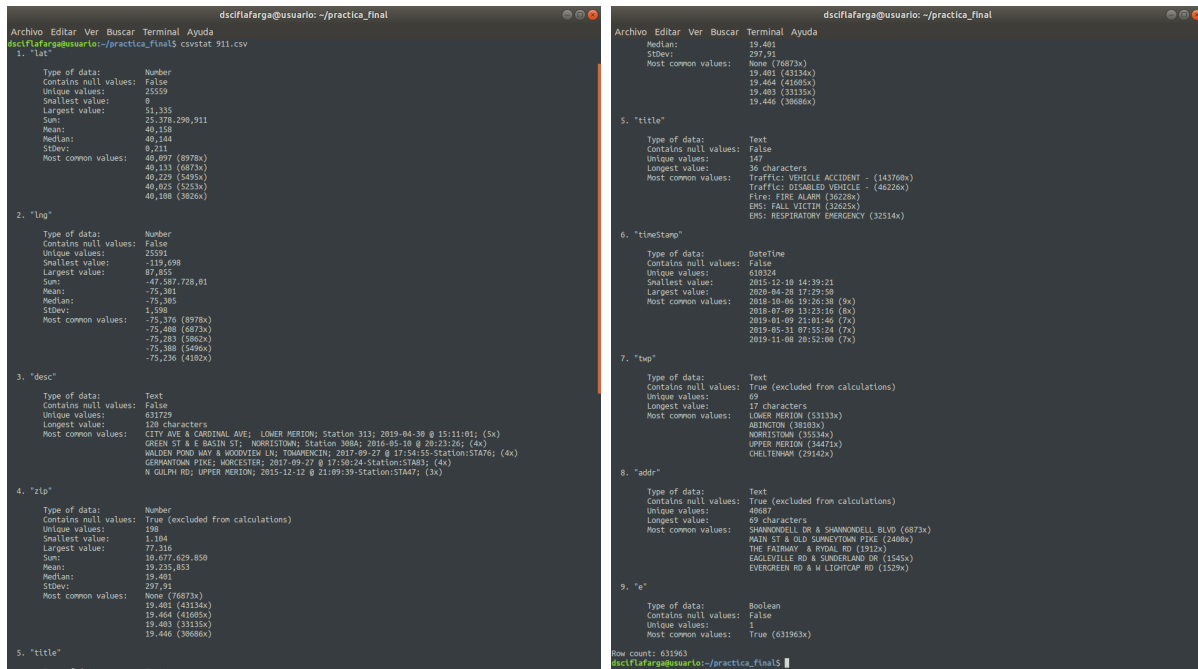 dsciflafarga@usuario: ~/practica_final
Archivo Editar Ver Buscar Terminal Ayuda
dsciflafarga@usuario:~/practica_final$ csvstat 911.csv
1. "lat"
Type of data: Number
Contains null values: False
Unique values: 25559
Smallest value: 0
Largest value: 51,335
Sum: 25.378.290,911
Mean: 40,158
Median: 40,144
StDev: 0,211
Most common values: 40,097 (8978x)
40,133 (6873x)
40,229 (5495x)
40,025 (5253x)
40,108 (3026x)
2. "lng"
Type of data: Number
Contains null values: False
Unique values: 25591
Smallest value: -119,698
Largest value: 87,855
Sum: -47.587.728,01
Mean: -75,301
Median: -75,305
StDev: 1,598
Most common values: -75,376 (8978x)
-75,408 (6873x)
-75,283 (5862x)
-75,388 (5496x)
-75,236 (4102x)
3. "desc"
Type of data: Text
Contains null values: False
Unique values: 631729
Longest value: 120 characters
Most common values: CITY AVE & CARDINAL AVE;  LOWER MERION; Station 313; 2019-04-30 @ 15:11:01; (5x)
GREEN ST & E BASIN ST;  NORRISTOWN; Station 308A; 2016-05-10 @ 20:23:26; (4x)
WALDEN POND WAY & WOODVIEW LN; TOWAMENCIN; 2017-09-27 @ 17:54:55-Station:STA76; (4x)
GERMANTOWN PIKE; WORCESTER; 2017-09-27 @ 17:50:24-Station:STA83; (4x)
N GULPH RD; UPPER MERION; 2015-12-12 @ 21:09:39-Station:STA47; (3x)
4. "zip"
Type of data: Number
Contains null values: True (excluded from calculations)
Unique values: 198
Smallest value: 1.104
Largest value: 77.316
Sum: 10.677.629.850
Mean: 19.235,853
Median: 19.401
StDev: 297,91
Most common values: None (76873x)
19.401 (43134x)
19.464 (41605x)
19.403 (33135x)
19.446 (30686x)
5. "title"
dsciflafarga@usuario: ~/practica_final
Archivo Editar Ver Buscar Terminal Ayuda
Median: 19.401
StDev: 297,91
Most common values: None (76873x)
19.401 (43134x)
19.464 (41605x)
19.403 (33135x)
19.446 (30686x)
5. "title"
Type of data: Text
Contains null values: False
Unique values: 147
Longest value: 36 characters
Most common values: Traffic: VEHICLE ACCIDENT - (143760x)
Traffic: DISABLED VEHICLE - (46226x)
Fire: FIRE ALARM (36228x)
EMS: FALL VICTIM (32625x)
EMS: RESPIRATORY EMERGENCY (32514x)
6. "timeStamp"
Type of data: DateTime
Contains null values: False
Unique values: 610324
Smallest value: 2015-12-10 14:39:21
Largest value: 2020-04-28 17:29:50
Most common values: 2018-10-06 19:26:38 (9x)
2018-07-09 13:23:16 (8x)
2019-01-09 21:01:46 (7x)
2019-05-31 07:55:24 (7x)
2019-11-08 20:52:00 (7x)
7. "twp"
Type of data: Text
Contains null values: True (excluded from calculations)
Unique values: 69
Longest value: 17 characters
Most common values: LOWER MERION (53133x)
ABINGTON (38103x)
NORRISTOWN (35534x)
UPPER MERION (34471x)
CHELTENHAM (29142x)
8. "addr"
Type of data: Text
Contains null values: True (excluded from calculations)
Unique values: 40687
Longest value: 69 characters
Most common values: SHANNONDELL DR & SHANNONDELL BLVD (6873x)
MAIN ST & OLD SUMNEYTOWN PIKE (2400x)
THE FAIRWAY  & RYDAL RD (1912x)
EAGLEVILLE RD & SUNDERLAND DR (1545x)
EVERGREEN RD & W LIGHTCAP RD (1529x)
9. "e"
Type of data: Boolean
Contains null values: False
Unique values: 1
Most common values: True (631963x)
Row count: 631963
dsciflafarga@usuario:~/practica_final$